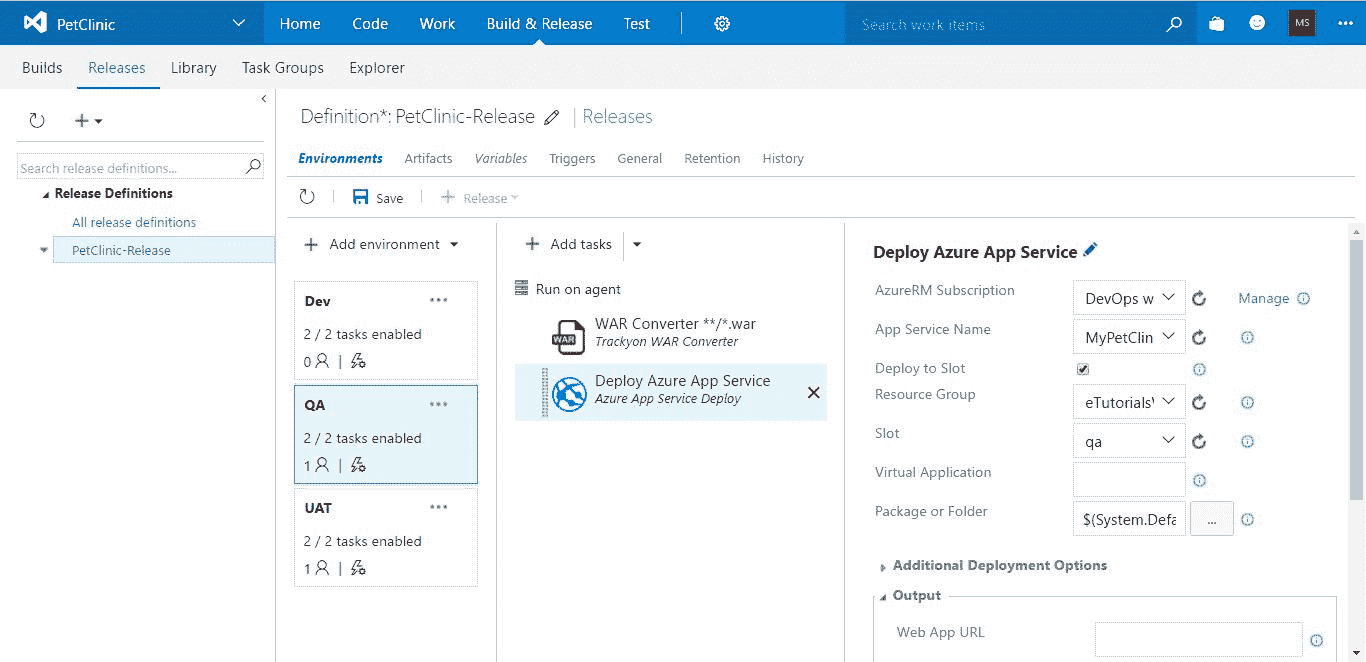 PetClinic Home Code Work Build & Release Test Search work items MS
Builds Releases Library Task Groups Explorer
Definition*: PetClinic-Release | Releases
Search release definitions...
Release Definitions
All release definitions
PetClinic-Release
Environments Artifacts Variables Triggers General Retention History
Save Release
Add environment
Dev
2 / 2 tasks enabled
0
QA
2 / 2 tasks enabled
1
UAT
2 / 2 tasks enabled
1
Add tasks
Run on agent
WAR
WAR Converter **/*.war
Trackyon WAR Converter
Deploy Azure App Service
Azure App Service Deploy
Deploy Azure App Service
AzureRM Subscription DevOps w Manage
App Service Name MyPetClin
Deploy to Slot
Resource Group eTutorials
Slot qa
Virtual Application
Package or Folder $(System.Defa ...
Additional Deployment Options
Output
Web App URL